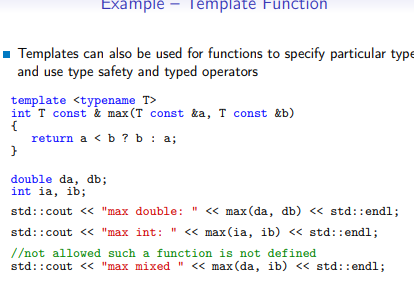 Example – Template Function
Templates can also be used for functions to specify particular type
and use type safety and typed operators
template <typename T>
int T const & max(T const &a, T const &b)
{
return a < b ? b : a;
}
double da, db;
int ia, ib;
std::cout << "max double: " << max(da, db) << std::endl;
std::cout << "max int: " << max(ia, ib) << std::endl;
//not allowed such a function is not defined
std::cout << "max mixed " << max(da, ib) << std::endl;